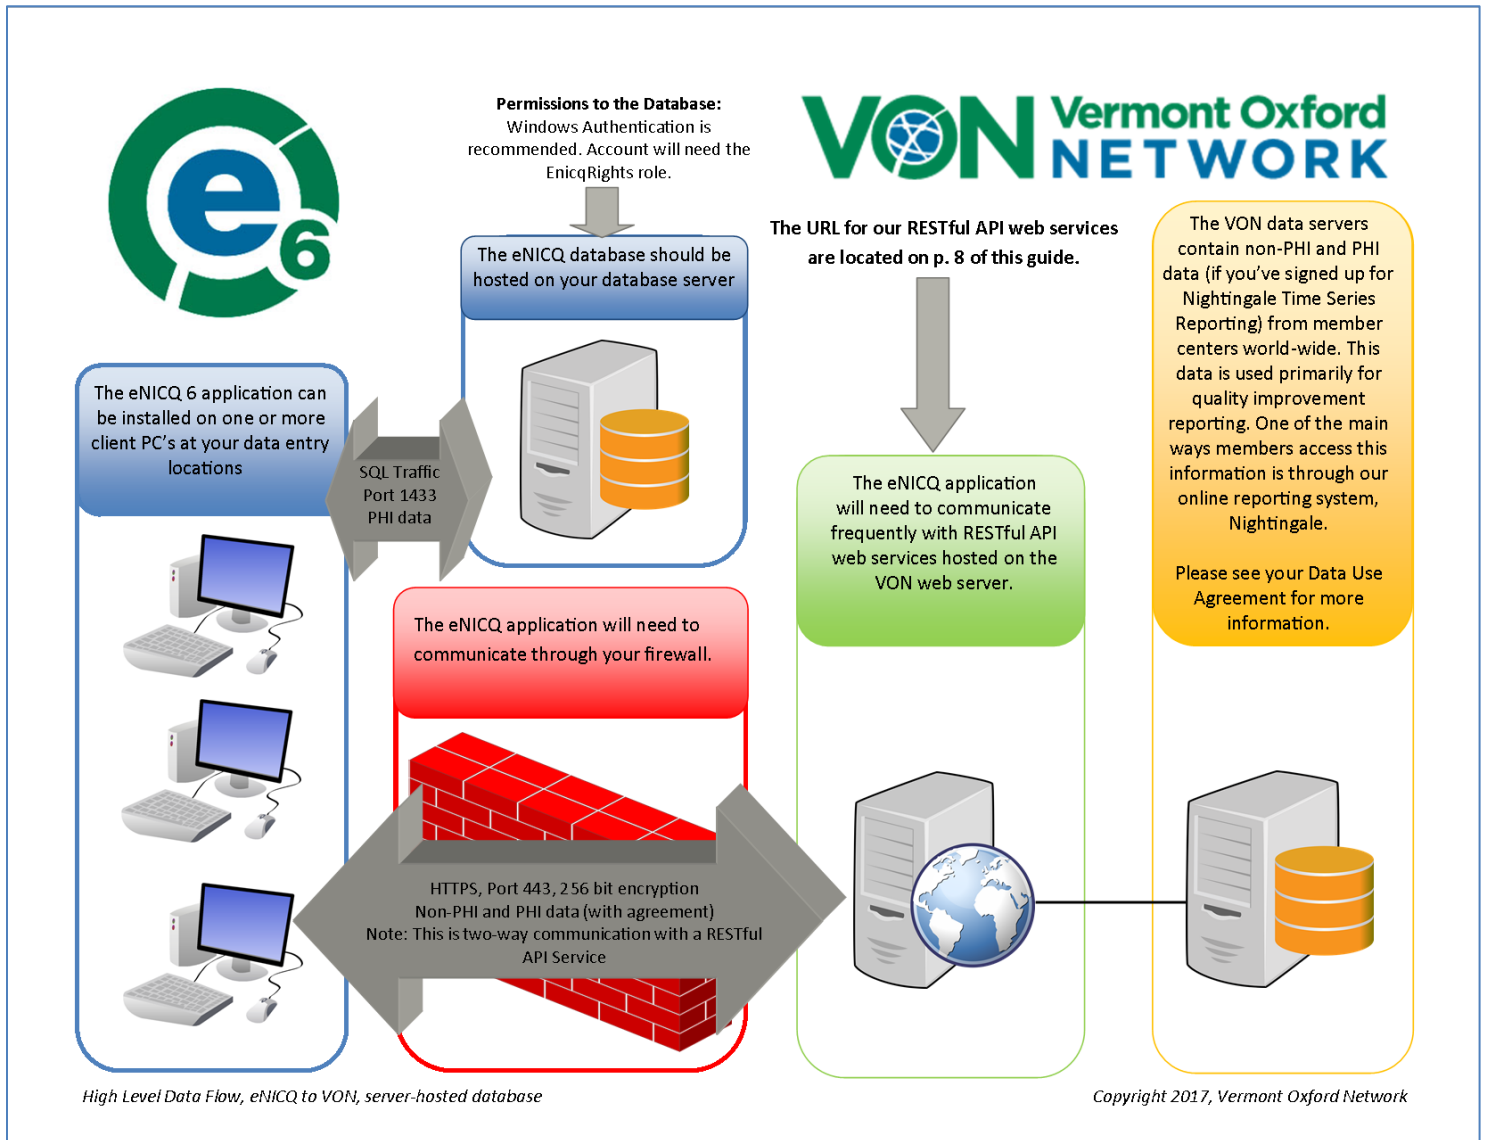 e
6
Permissions to the Database:
Windows Authentication is
recommended. Account will need the
EnicqRights role.
VON Vermont Oxford
NETWORK
The URL for our RESTful API web services
are located on p. 8 of this guide.
The eNICQ database should be
hosted on your database server
The eNICQ 6 application can
be installed on one or more
client PC's at your data entry
locations
SQL Traffic
Port 1433
PHI data
The eNICQ application will need to
communicate through your firewall.
HTTPS, Port 443, 256 bit encryption
Non-PHI and PHI data (with agreement)
Note: This is two-way communication with a RESTful
API Service
The eNICQ application
will need to communicate
frequently with RESTful API
web services hosted on the
VON web server.
The VON data servers
contain non-PHI and PHI
data (if you've signed up for
Nightingale Time Series
Reporting) from member
centers world-wide. This
data is used primarily for
quality improvement
reporting. One of the main
ways members access this
information is through our
online reporting system,
Nightingale.
Please see your Data Use
Agreement for more
information.
High Level Data Flow, eNICQ to VON, server-hosted database
Copyright 2017, Vermont Oxford Network